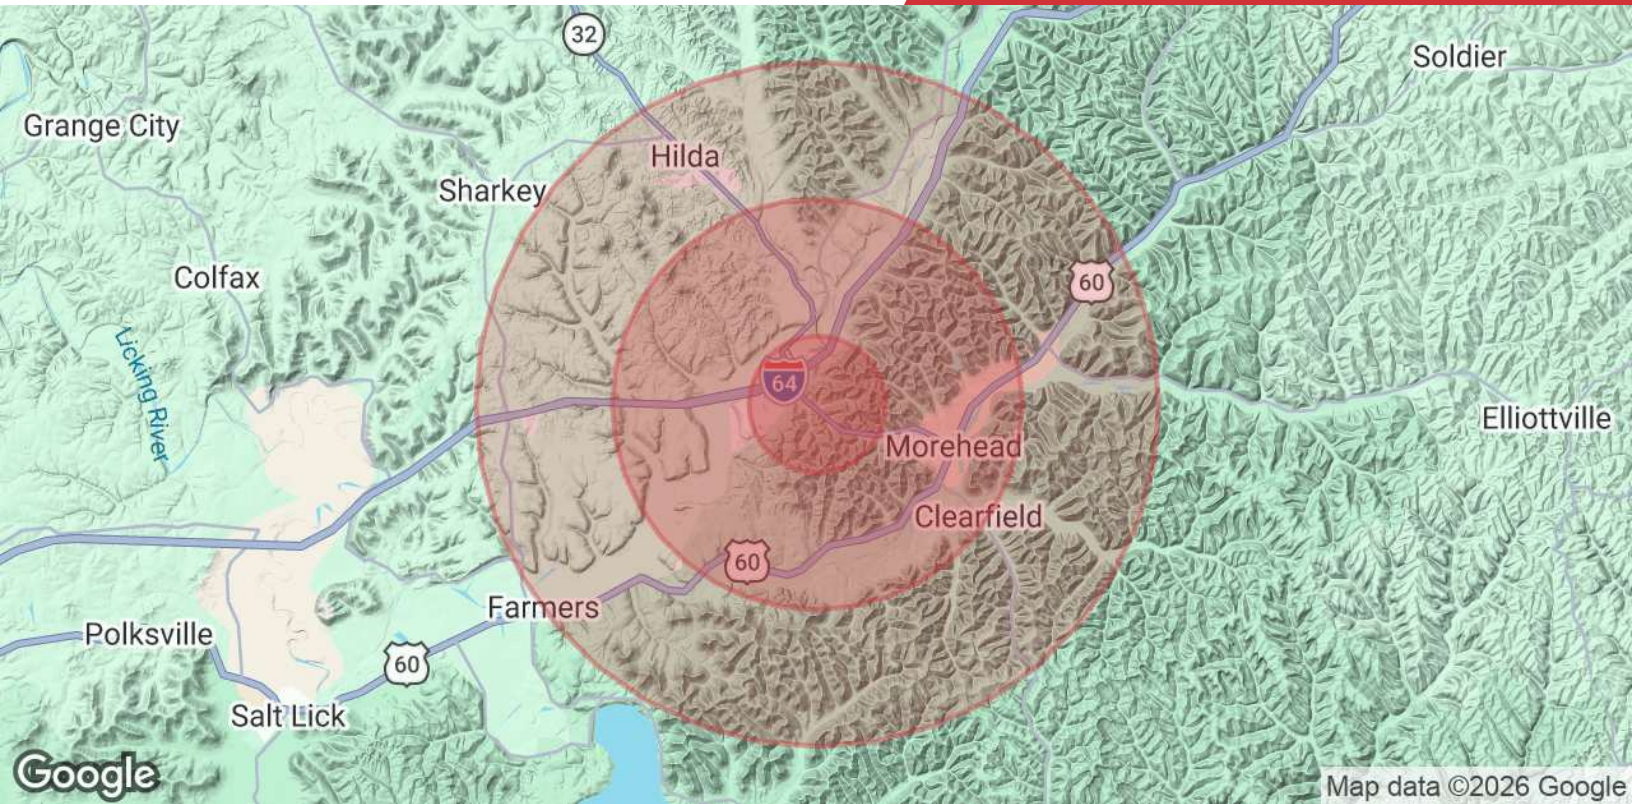 32
Soldier
Grange City
Hilda
Sharkey
Colfax
60
Licking River
64
Elliottville
Morehead
Clearfield
60
Farmers
Polksville
60
Salt Lick
Google
Map data ©2026 Google